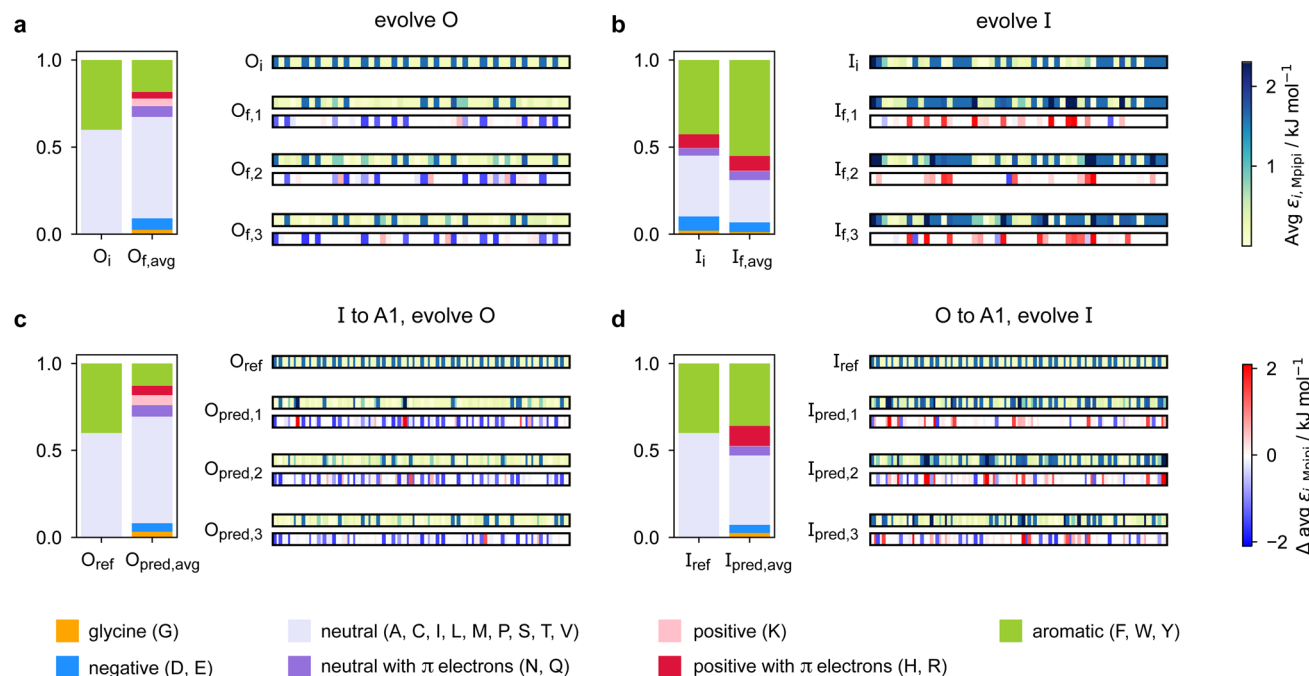 a
evolve O
1.0
0.5
0.0
Oi
Of,avg
Oi
Of,1
Of,2
Of,3
b
evolve I
1.0
0.5
0.0
Ii
If,avg
Ii
If,1
If,2
If,3
2
1
Avg εi, Mpipi / kJ mol−1
c
I to A1, evolve O
1.0
0.5
0.0
Oref
Opred,avg
Oref
Opred,1
Opred,2
Opred,3
d
O to A1, evolve I
1.0
0.5
0.0
Iref
Ipred,avg
Iref
Ipred,1
Ipred,2
Ipred,3
2
0
−2
Δ avg εi, Mpipi / kJ mol−1
glycine (G)
neutral (A, C, I, L, M, P, S, T, V)
positive (K)
aromatic (F, W, Y)
negative (D, E)
neutral with π electrons (N, Q)
positive with π electrons (H, R)